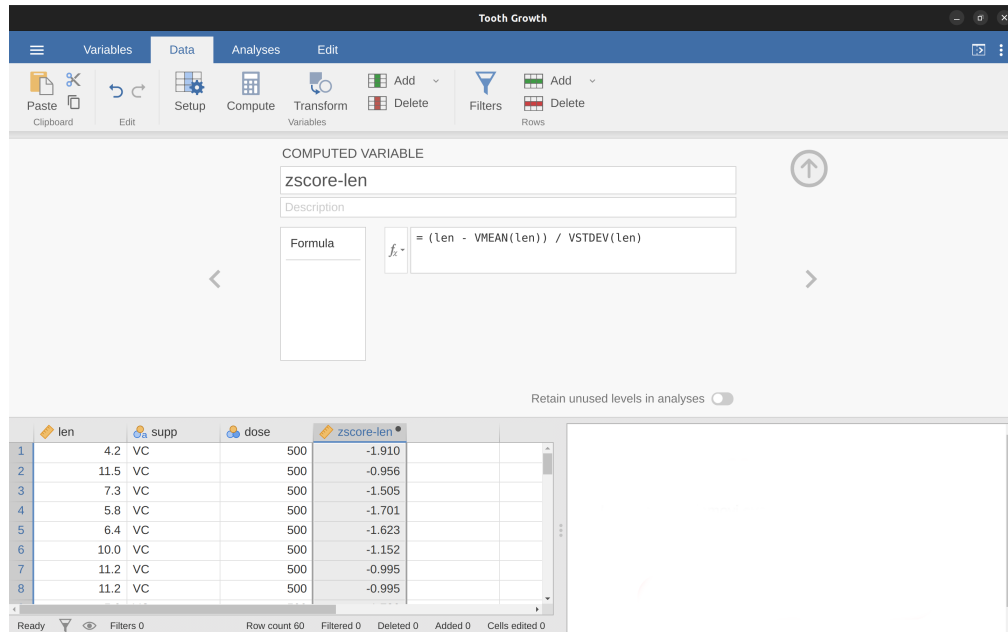 Tooth Growth
Variables Data Analyses Edit
Paste Setup Compute Transform Add Delete Filters Add Delete
Clipboard Edit Variables Rows
COMPUTED VARIABLE
zscore-len
Description
Formula
fx = (len - VMEAN(len)) / VSTDEV(len)
Retain unused levels in analyses
len supp dose zscore-len
1 4.2 VC 500 -1.910
2 11.5 VC 500 -0.956
3 7.3 VC 500 -1.505
4 5.8 VC 500 -1.701
5 6.4 VC 500 -1.623
6 10.0 VC 500 -1.152
7 11.2 VC 500 -0.995
8 11.2 VC 500 -0.995
Ready Filters 0 Row count 60 Filtered 0 Deleted 0 Added 0 Cells edited 0